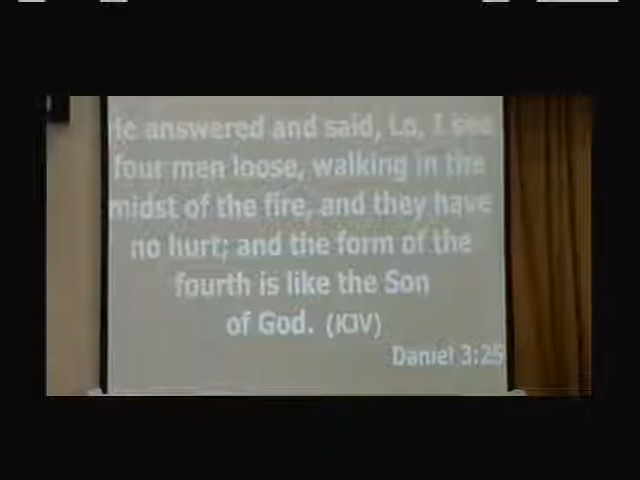 He answered and said, Lo, I see
four men loose, walking in the
midst of the fire, and they have
no hurt; and the form of the
fourth is like the Son
of God. (KJV)
Daniel 3:25